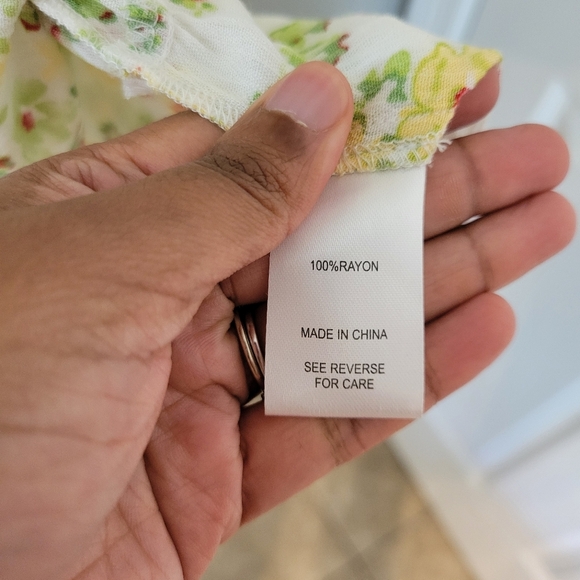 100%RAYON
MADE IN CHINA
SEE REVERSE
FOR CARE